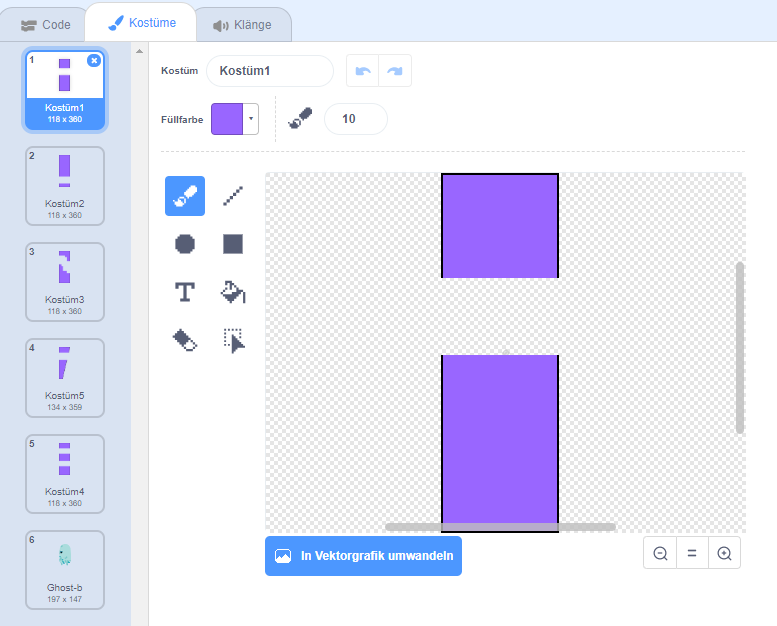 Code
Kostüme
Klänge
1
Kostüm1
118 x 360
2
Kostüm2
118 x 360
3
Kostüm3
118 x 360
4
Kostüm5
134 x 359
5
Kostüm4
118 x 360
6
Ghost-b
197 x 147
Kostüm
Kostüm1
Füllfarbe
10
T
In Vektorgrafik umwandeln